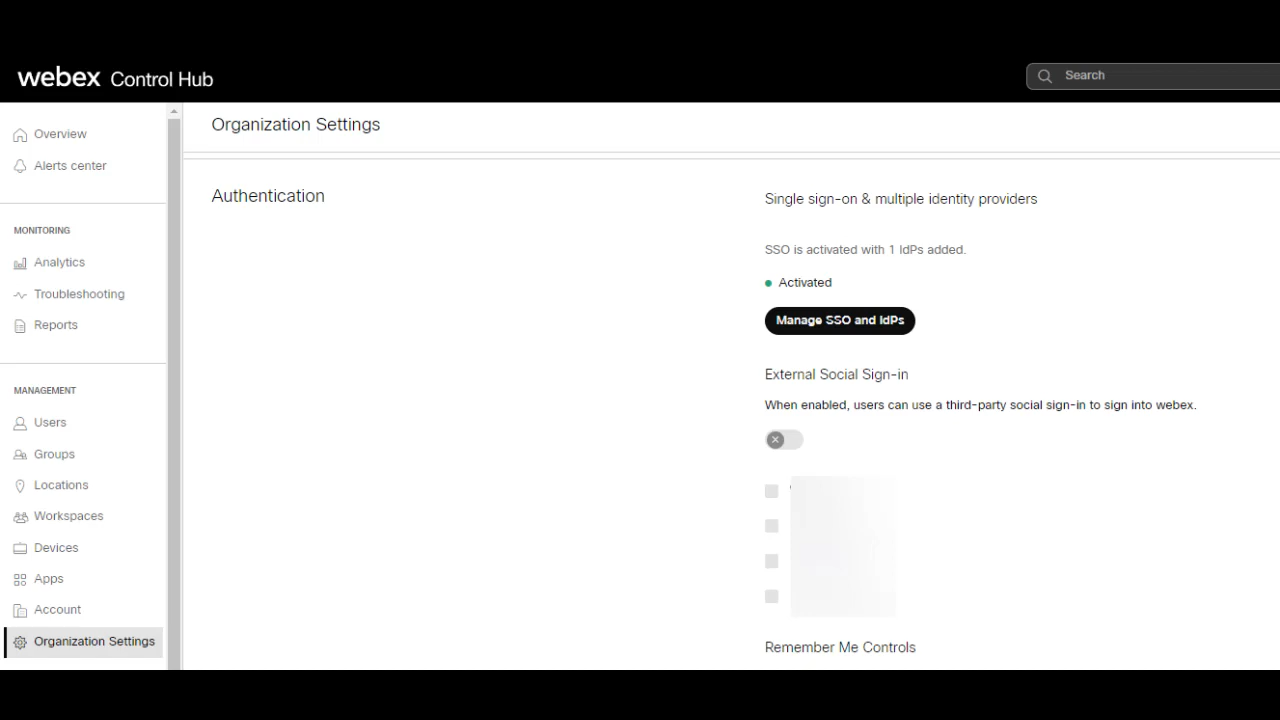 webex Control Hub
Search
Overview
Alerts center
MONITORING
Analytics
Troubleshooting
Reports
MANAGEMENT
Users
Groups
Locations
Workspaces
Devices
Apps
Account
Organization Settings
Organization Settings
Authentication
Single sign-on & multiple identity providers
SSO is activated with 1 IdPs added.
Activated
Manage SSO and IdPs
External Social Sign-in
When enabled, users can use a third-party social sign-in to sign into webex.
Remember Me Controls